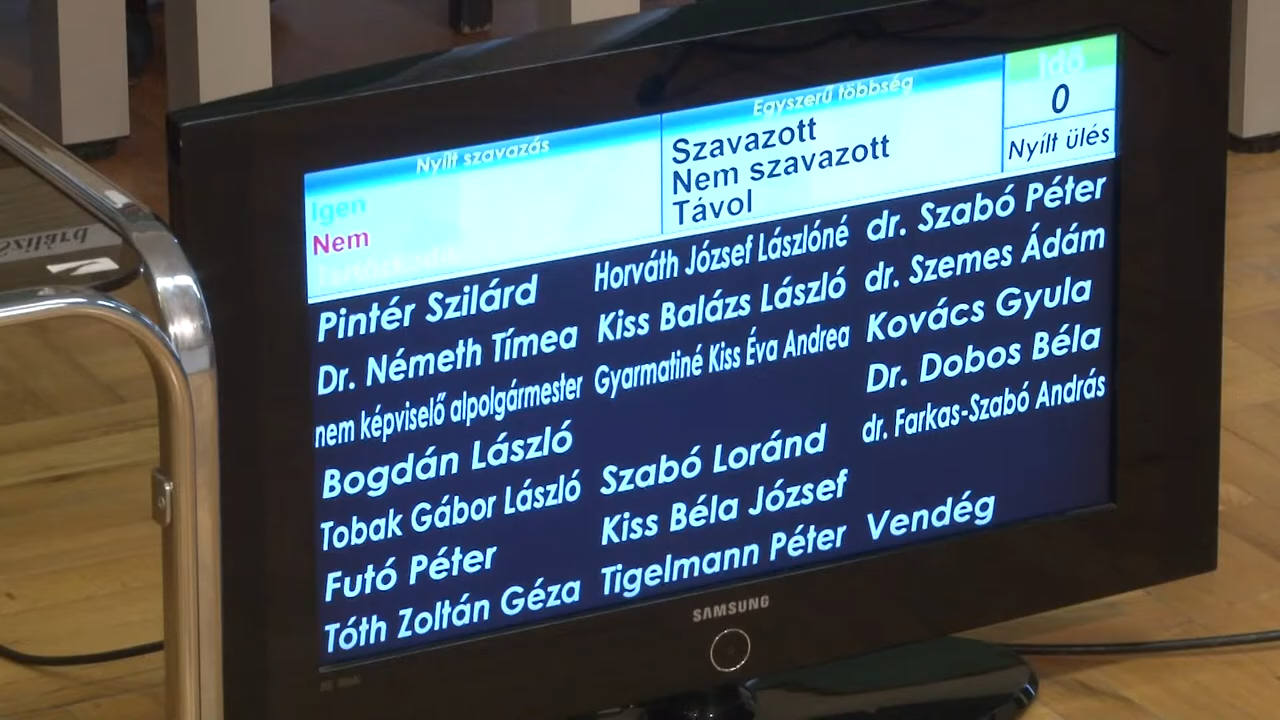 Nyílt szavazás
Igen
Nem
Egyszerű többség
Szavazott
Nem szavazott
Távol
Idő
0
Nyílt ülés
Pintér Szilárd
Dr. Németh Tímea
nem képviselő alpolgármester
Bogdán László
Tobak Gábor László
Futó Péter
Tóth Zoltán Géza
Horváth József Lászlóné
Kiss Balázs László
Gyarmatiné Kiss Éva Andrea
Szabó Loránd
Kiss Béla József
Tigelmann Péter
dr. Szabó Péter
dr. Szemes Ádám
Kovács Gyula
Dr. Dobos Béla
dr. Farkas-Szabó András
Vendég
SAMSUNG